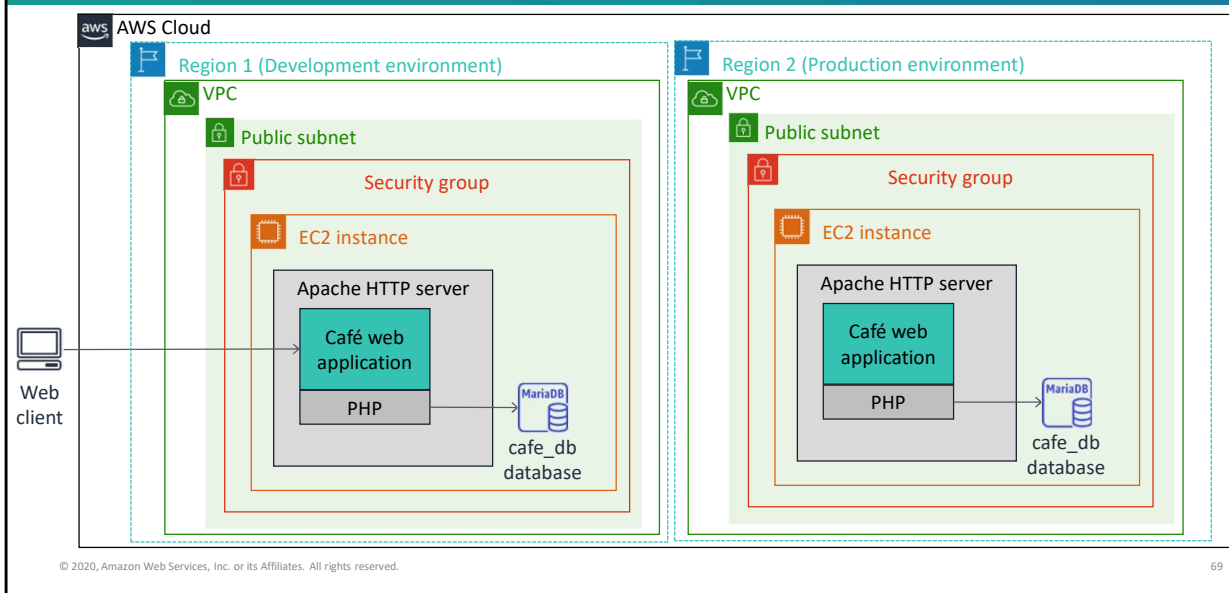 aws AWS Cloud
Region 1 (Development environment)
VPC
Public subnet
Security group
EC2 instance
Apache HTTP server
Café web
application
PHP
MariaDB
cafe_db
database
Web
client
Region 2 (Production environment)
VPC
Public subnet
Security group
EC2 instance
Apache HTTP server
Café web
application
PHP
MariaDB
cafe_db
database
© 2020, Amazon Web Services, Inc. or its Affiliates. All rights reserved.
69